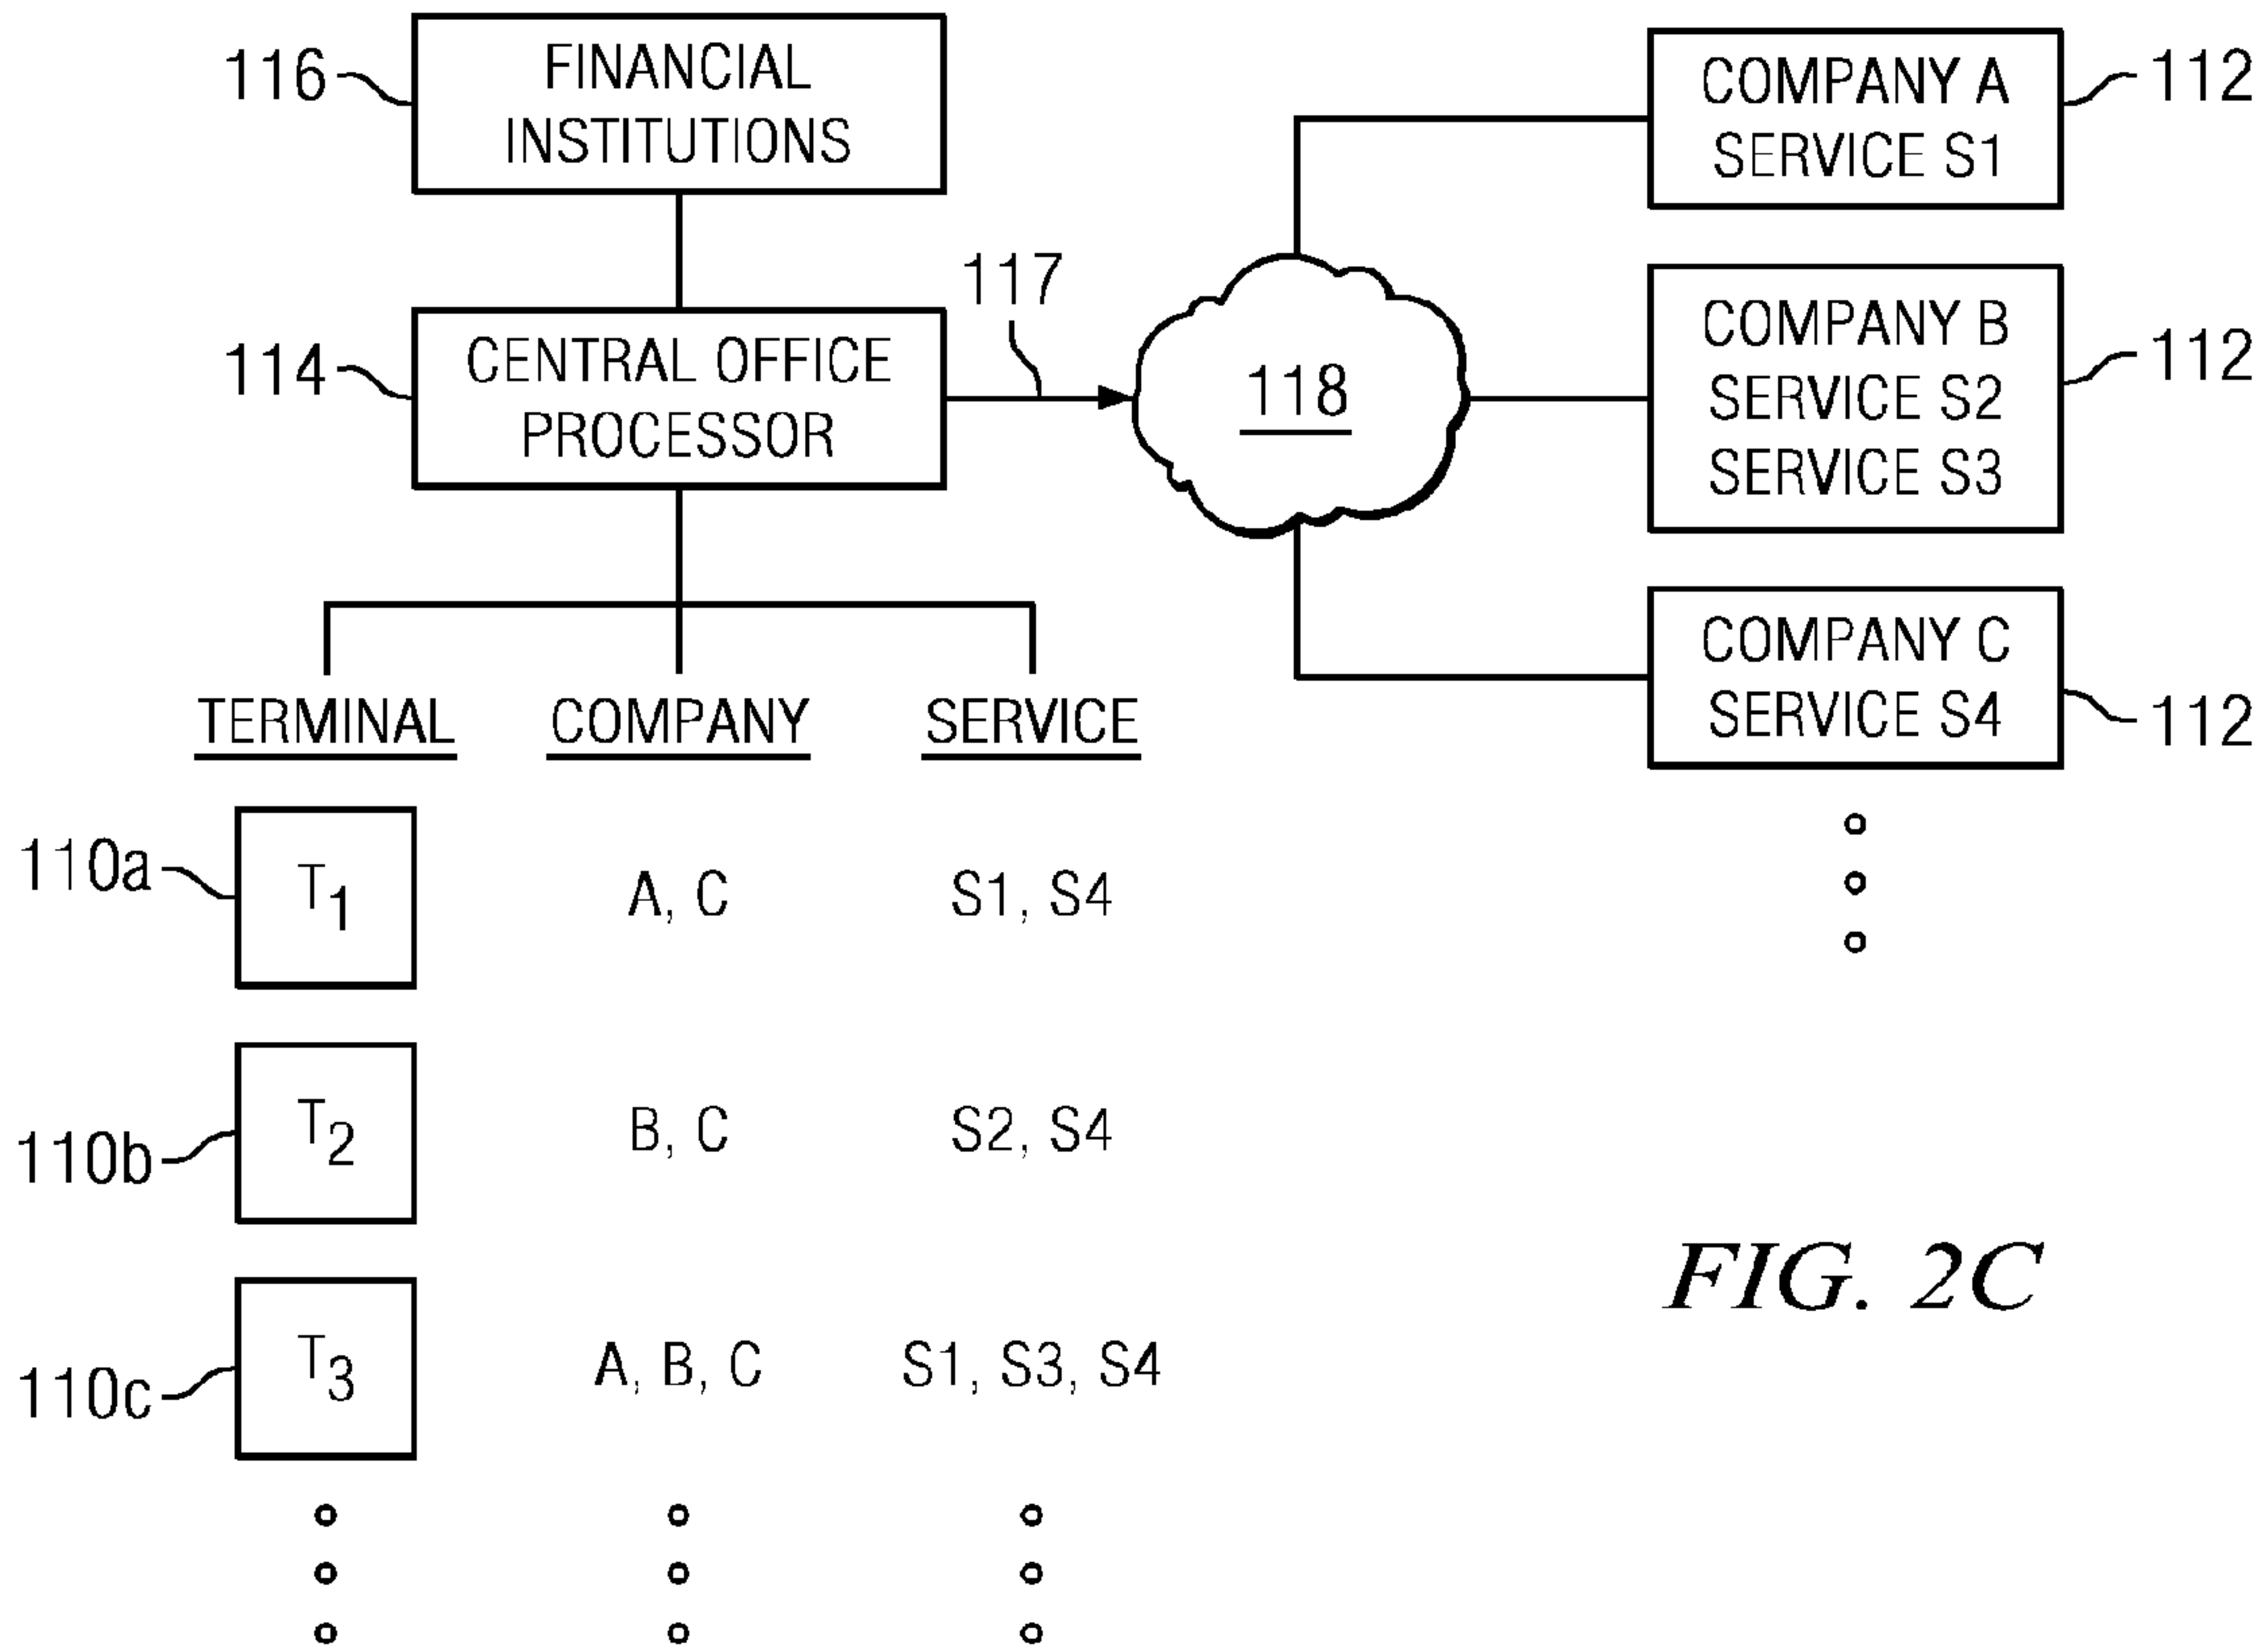 116
FINANCIAL
INSTITUTIONS
COMPANY A
SERVICE S1
112
117
114
CENTRAL OFFICE
PROCESSOR
118
COMPANY B
SERVICE S2
SERVICE S3
112
COMPANY C
SERVICE S4
112
TERMINAL COMPANY SERVICE
110a T1 A, C S1, S4
110b T2 B, C S2, S4
110c T3 A, B, C S1, S3, S4
FIG. 2C